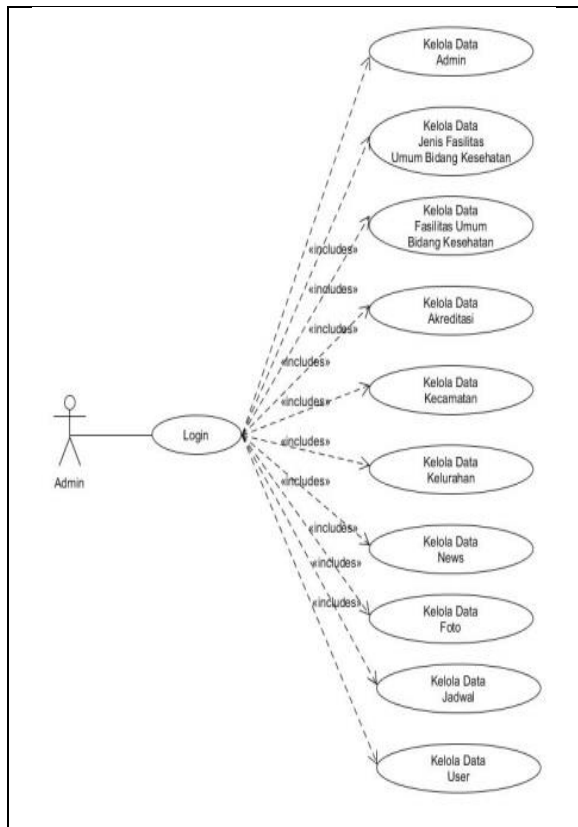 Kelola Data
Admin
Kelola Data
Jenis Fasilitas
Umum Bidang Kesehatan
Kelola Data
Fasilitas Umum
Bidang Kesehatan
«includes»
«includes»
Kelola Data
Akreditasi
«includes»
«includes»
Kelola Data
Kecamatan
«includes»
Login
Admin
«includes»
Kelola Data
Kelurahan
«includes»
«includes»
Kelola Data
News
«includes»
«includes»
Kelola Data
Foto
Kelola Data
Jadwal
Kelola Data
User